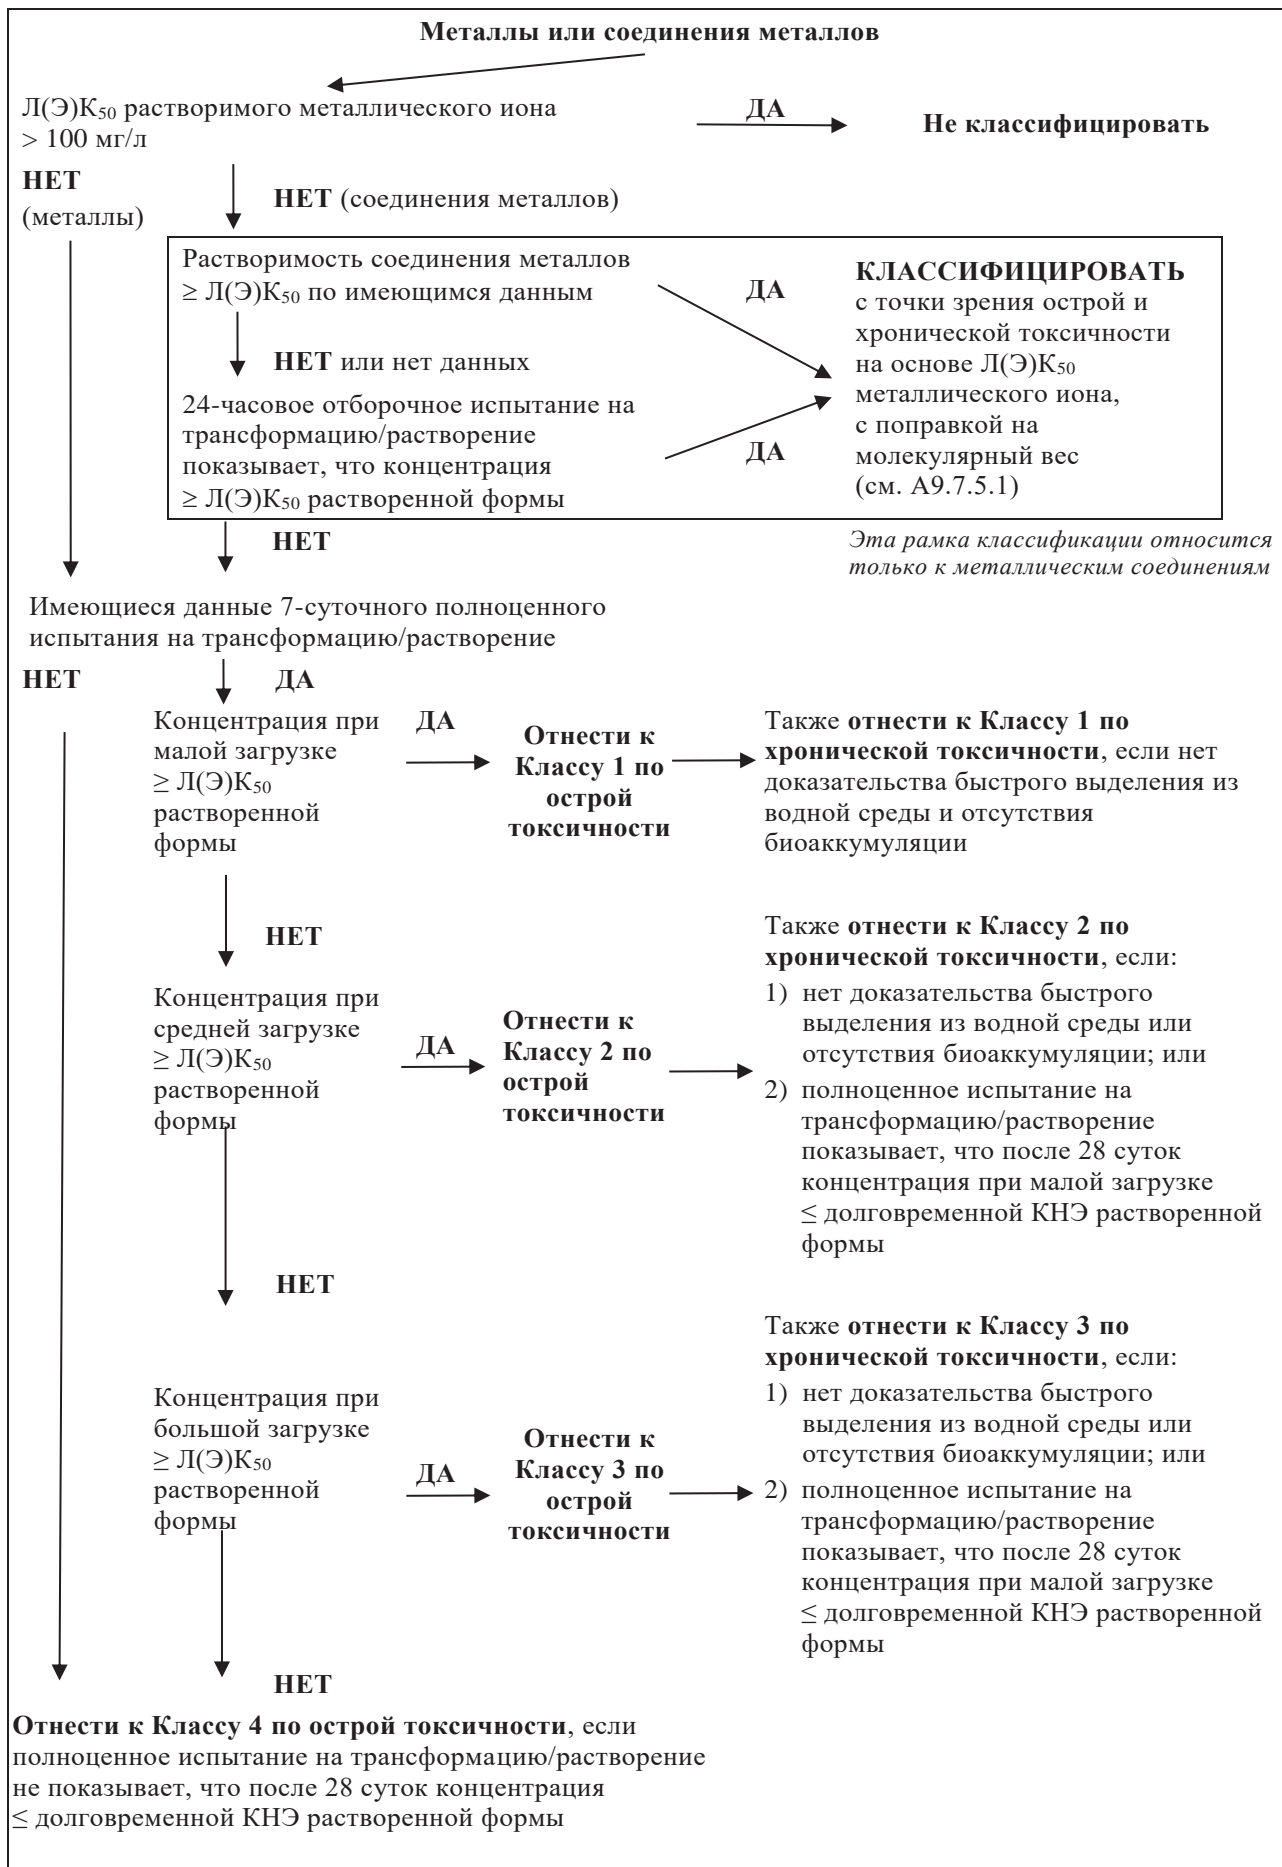 Металлы или соединения металлов
Л(Э)К50 растворимого металлического иона
> 100 мг/л
ДА
Не классифицировать
НЕТ
(металлы)
НЕТ (соединения металлов)
Растворимость соединения металлов
≥ Л(Э)К50 по имеющимся данным
ДА
НЕТ или нет данных
24-часовое отборочное испытание на
трансформацию/растворение
показывает, что концентрация
≥ Л(Э)К50 растворенной формы
ДА
КЛАССИФИЦИРОВАТЬ
с точки зрения острой и
хронической токсичности
на основе Л(Э)К50
металлического иона,
с поправкой на
молекулярный вес
(см. A9.7.5.1)
НЕТ
Эта рамка классификации относится
только к металлическим соединениям
Имеющиеся данные 7-суточного полноценного
испытания на трансформацию/растворение
НЕТ
ДА
Концентрация при
малой загрузке
≥ Л(Э)К50
растворенной
формы
ДА
Отнести к
Классу 1 по
острой
токсичности
Также отнести к Классу 1 по
хронической токсичности, если нет
доказательства быстрого выделения из
водной среды и отсутствия
биоаккумуляции
НЕТ
Концентрация при
средней загрузке
≥ Л(Э)К50
растворенной
формы
ДА
Отнести к
Классу 2 по
острой
токсичности
Также отнести к Классу 2 по
хронической токсичности, если:
1) нет доказательства быстрого
выделения из водной среды или
отсутствия биоаккумуляции; или
2) полноценное испытание на
трансформацию/растворение
показывает, что после 28 суток
концентрация при малой загрузке
≤ долговременной КНЭ растворенной
формы
НЕТ
Концентрация при
большой загрузке
≥ Л(Э)К50
растворенной
формы
ДА
Отнести к
Классу 3 по
острой
токсичности
Также отнести к Классу 3 по
хронической токсичности, если:
1) нет доказательства быстрого
выделения из водной среды или
отсутствия биоаккумуляции; или
2) полноценное испытание на
трансформацию/растворение
показывает, что после 28 суток
концентрация при малой загрузке
≤ долговременной КНЭ растворенной
формы
НЕТ
Отнести к Классу 4 по острой токсичности, если
полноценное испытание на трансформацию/растворение
не показывает, что после 28 суток концентрация
≤ долговременной КНЭ растворенной формы